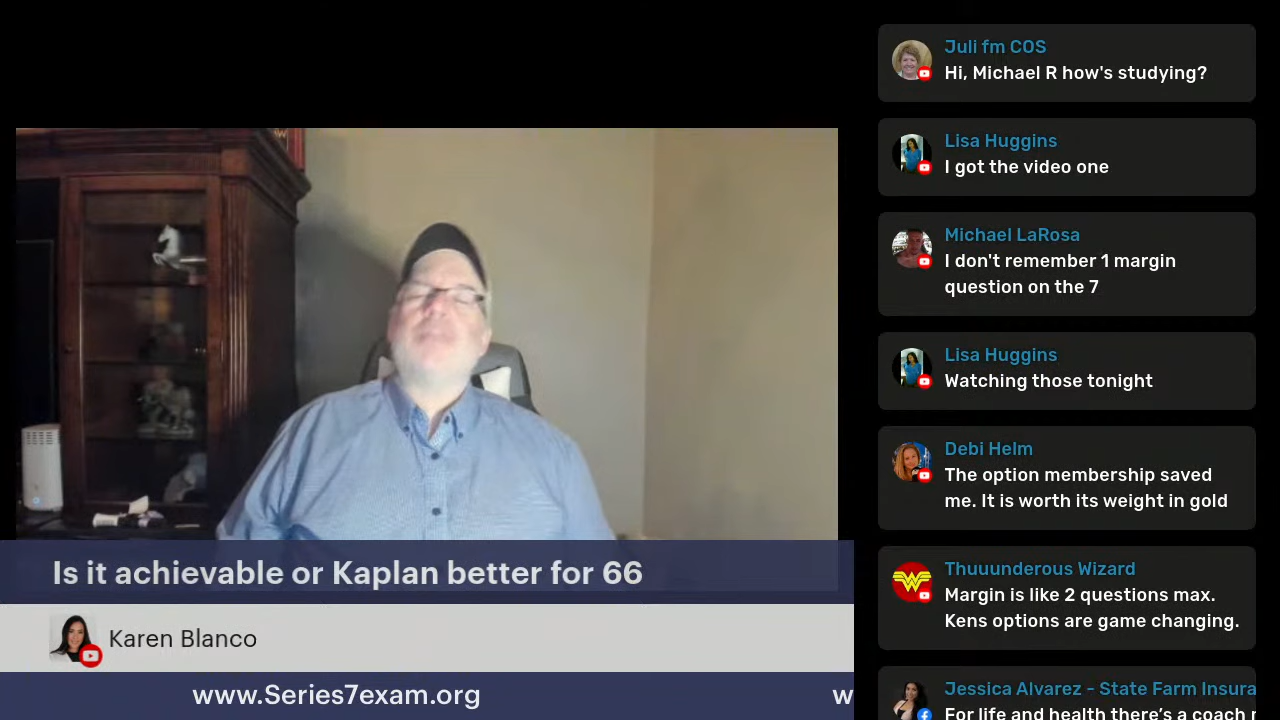 Is it achievable or Kaplan better for 66
Karen Blanco
www.Series7exam.org
w
Juli fm COS
Hi, Michael R how's studying?
Lisa Huggins
I got the video one
Michael LaRosa
I don't remember 1 margin
question on the 7
Lisa Huggins
Watching those tonight
Debi Helm
The option membership saved
me. It is worth its weight in gold
Thuuunderous Wizard
Margin is like 2 questions max.
Kens options are game changing.
Jessica Alvarez - State Farm Insura
For life and health there's a coach r